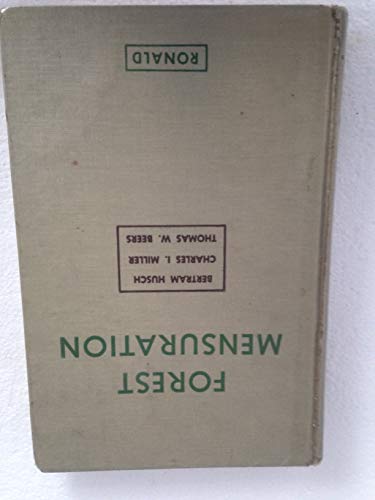 FOREST
MENSURATION
BERTRAM HUSCH
CHARLES I. MILLER
THOMAS W. BEERS
RONALD